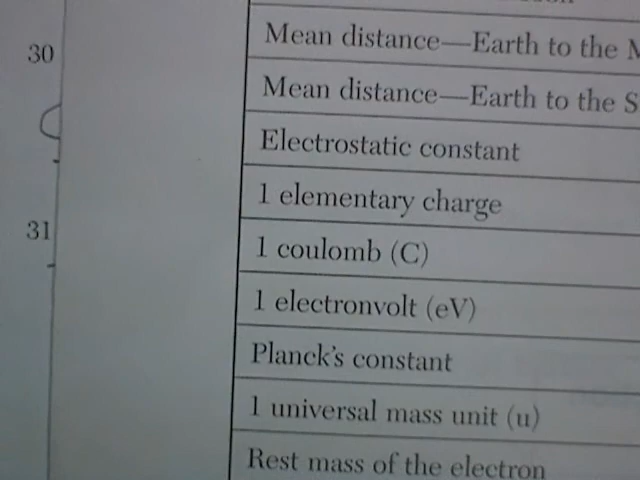 30
31
Mean distance—Earth to the
Mean distance—Earth to the
Electrostatic constant
1 elementary charge
1 coulomb (C)
1 electronvolt (eV)
Planck's constant
1 universal mass unit (u)
Rest mass of the electron